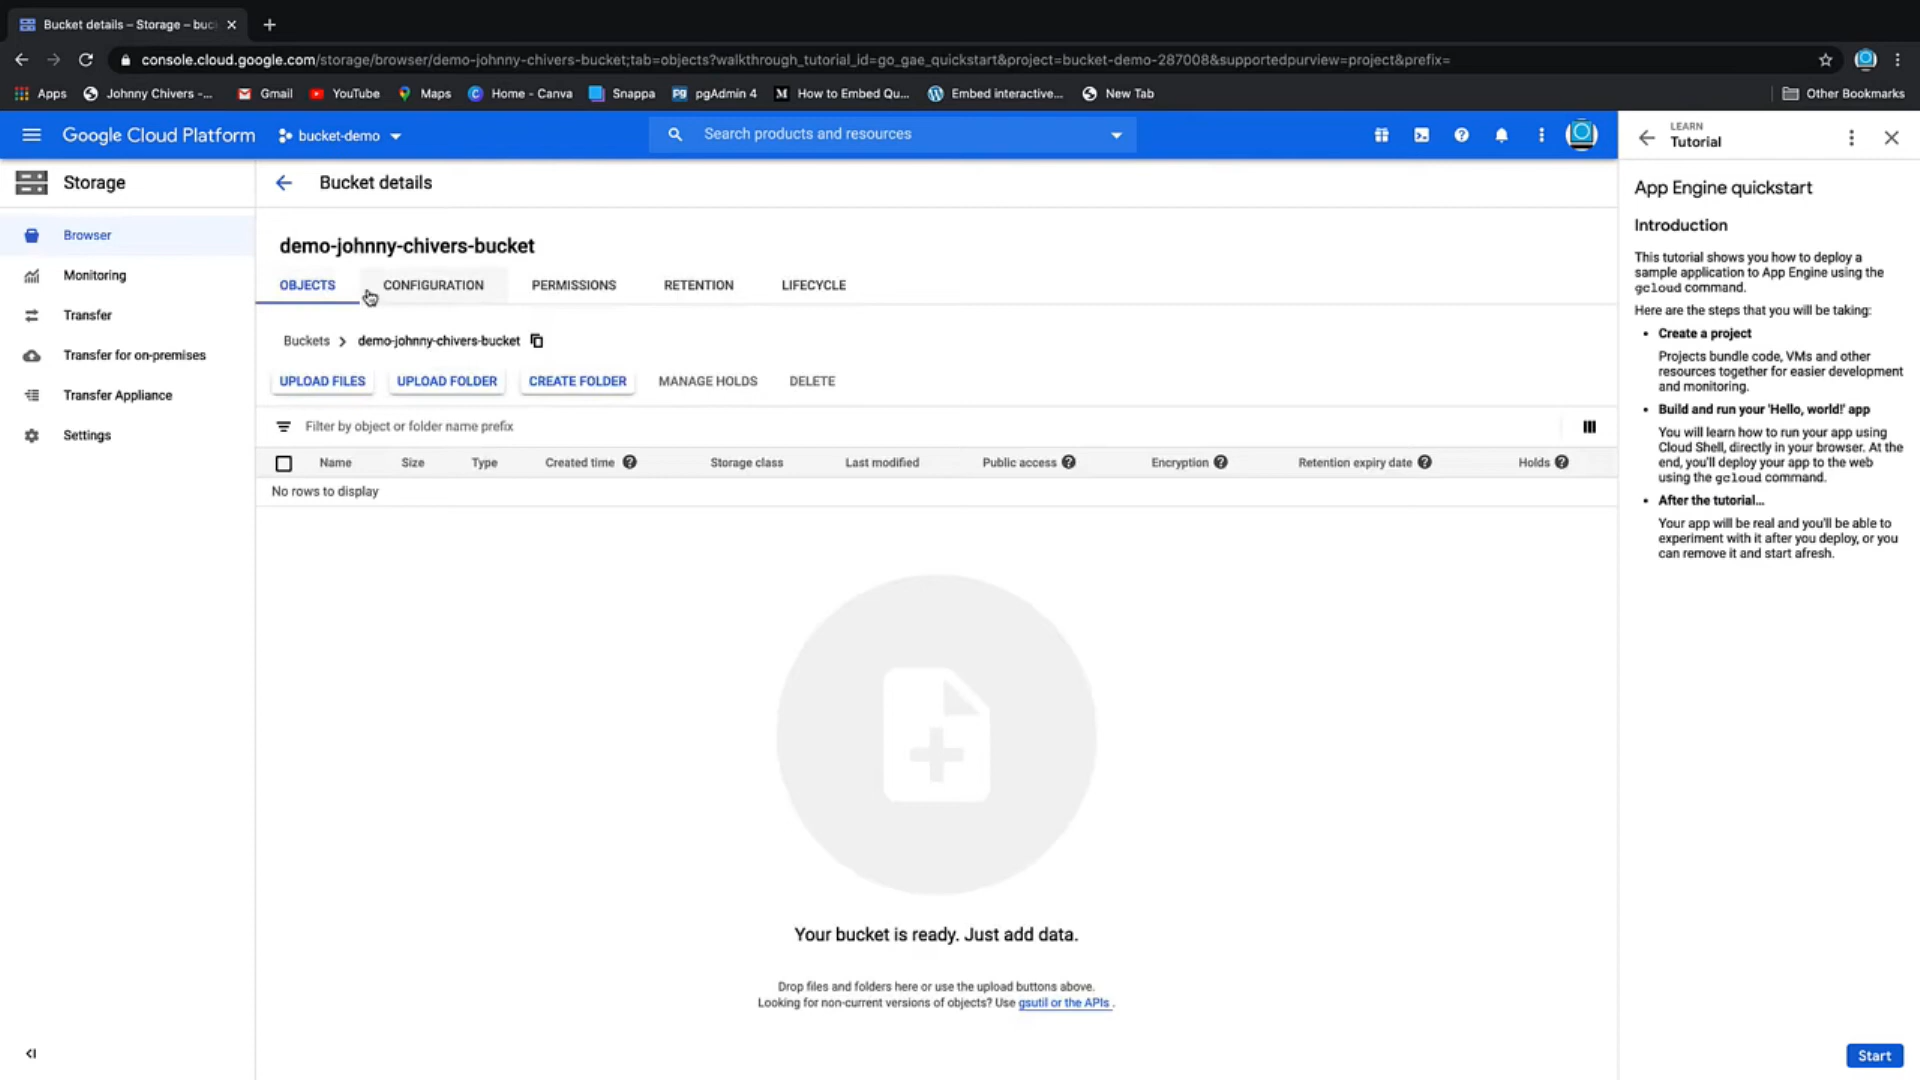 Bucket details – Storage – buc
console.cloud.google.com/storage/browser/demo-johnny-chivers-bucket;tab=objects?walkthrough_tutorial_id=go_gae_quickstart&project=bucket-demo-287008&supportedpurview=project&prefix=
Apps Johnny Chivers -... Gmail YouTube Maps Home - Canva Snappa pgAdmin 4 How to Embed Qu... Embed interactive... New Tab Other Bookmarks
Google Cloud Platform bucket-demo Search products and resources
LEARN
Tutorial
Storage
Browser
Monitoring
Transfer
Transfer for on-premises
Transfer Appliance
Settings
Bucket details
demo-johnny-chivers-bucket
OBJECTS CONFIGURATION PERMISSIONS RETENTION LIFECYCLE
Buckets > demo-johnny-chivers-bucket
UPLOAD FILES UPLOAD FOLDER CREATE FOLDER MANAGE HOLDS DELETE
Filter by object or folder name prefix
Name Size Type Created time Storage class Last modified Public access Encryption Retention expiry date Holds
No rows to display
Your bucket is ready. Just add data.
Drop files and folders here or use the upload buttons above.
Looking for non-current versions of objects? Use gsutil or the APIs .
App Engine quickstart
Introduction
This tutorial shows you how to deploy a
sample application to App Engine using the
gcloud command.
Here are the steps that you will be taking:
• Create a project
Projects bundle code, VMs and other
resources together for easier development
and monitoring.
• Build and run your 'Hello, world!' app
You will learn how to run your app using
Cloud Shell, directly in your browser. At the
end, you'll deploy your app to the web
using the gcloud command.
• After the tutorial...
Your app will be real and you'll be able to
experiment with it after you deploy, or you
can remove it and start afresh.
Start